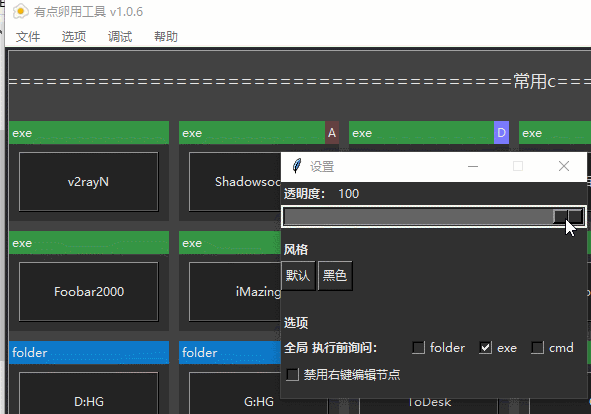 有点卵用工具 v1.0.6
文件 选项 调试 帮助
=====================================常用c===
exe exe A exe D exe
v2rayN Shadowsoc
设置
透明度: 100
风格
默认 黑色
选项
全局 执行前询问: folder exe cmd
禁用右键编辑节点
exe exe
Foobar2000 iMazing
folder folder
D:HG G:HG ToDesk